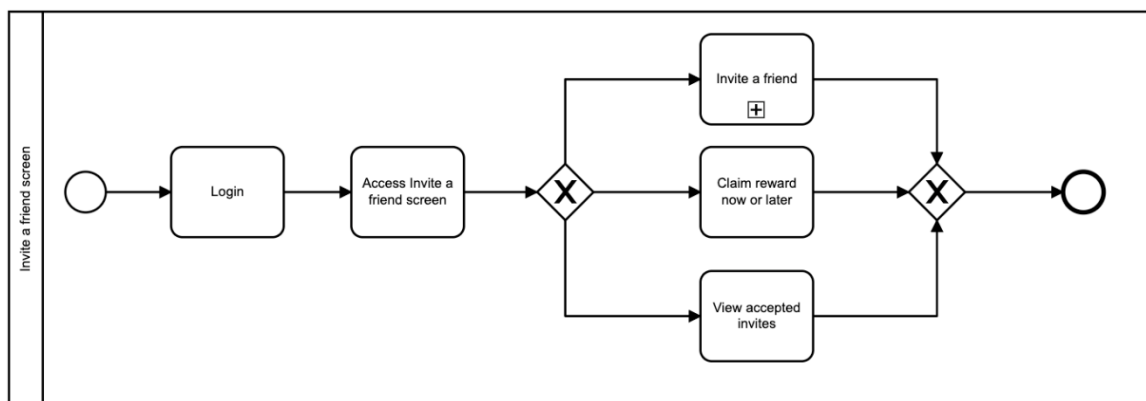 Invite a friend screen
Login
Access Invite a
friend screen
Invite a friend
Claim reward
now or later
View accepted
invites